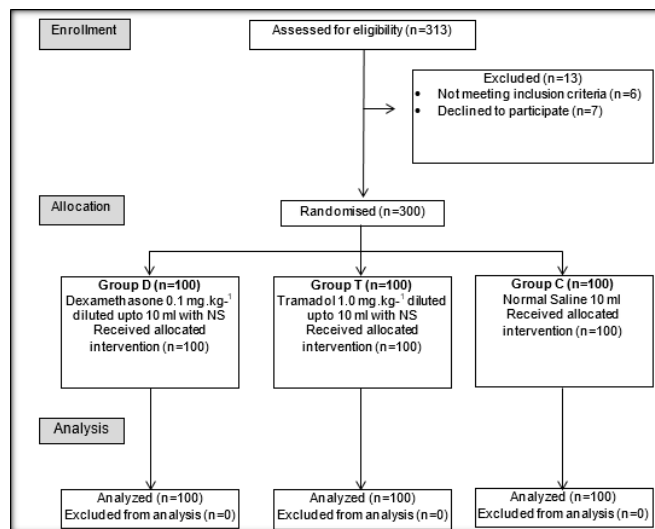 Enrollment
Assessed for eligibility (n=313)
Excluded (n=13)
• Not meeting inclusion criteria (n=6)
• Declined to participate (n=7)
Allocation
Randomised (n=300)
Group D (n=100)
Dexamethasone 0.1 mg.kg-¹
diluted upto 10 ml with NS
Received allocated
intervention (n=100)
Group T (n=100)
Tramadol 1.0 mg.kg-¹ diluted
upto 10 ml with NS
Received allocated
intervention (n=100)
Group C (n=100)
Normal Saline 10 ml
Received allocated
intervention (n=100)
Analysis
Analyzed (n=100)
Excluded from analysis (n=0)
Analyzed (n=100)
Excluded from analysis (n=0)
Analyzed (n=100)
Excluded from analysis (n=0)